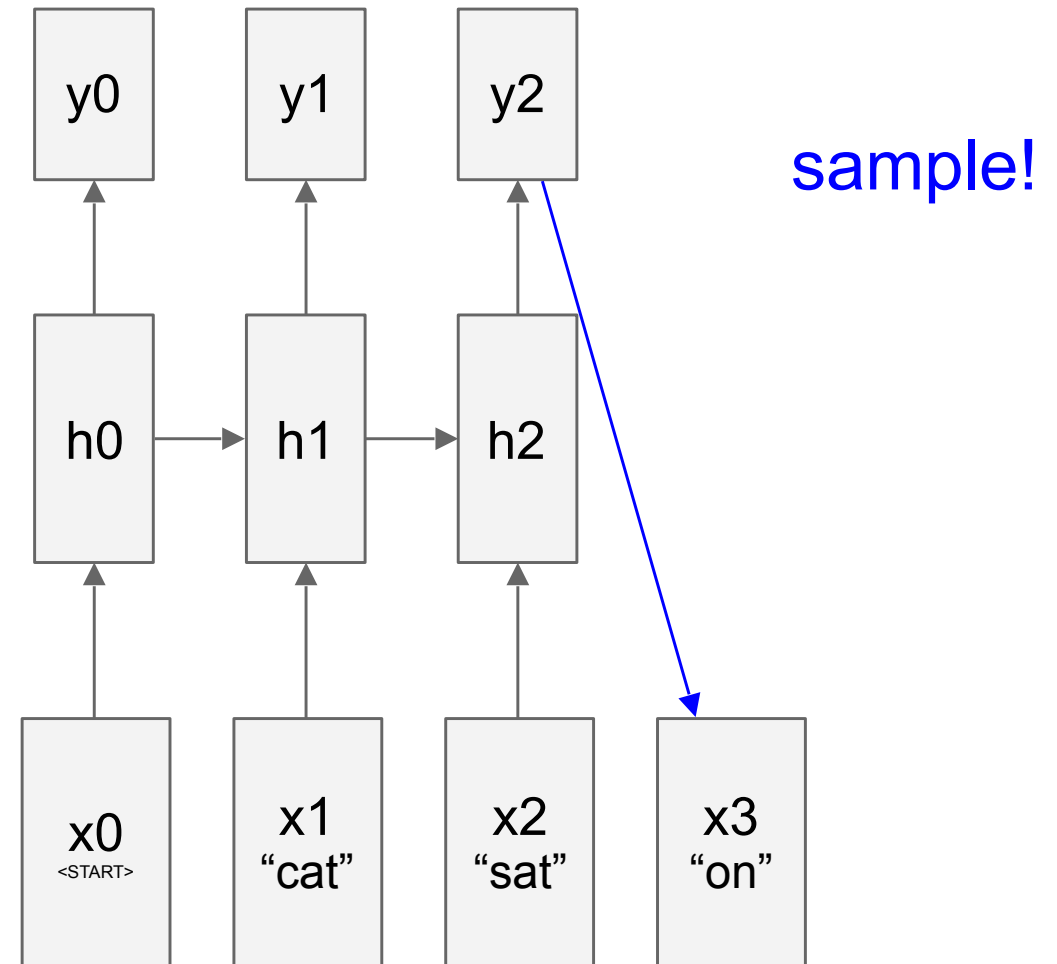 y0
y1
y2
sample!
h0
h1
h2
x0
<START>
x1
“cat”
x2
“sat”
x3
“on”